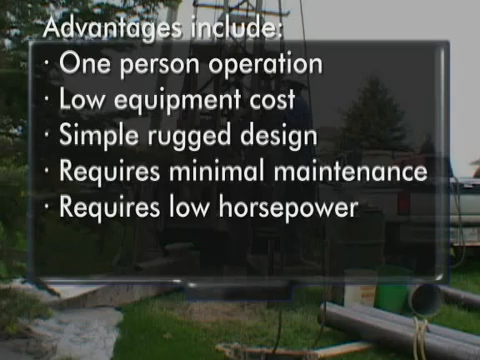 Advantages include:
· One person operation
· Low equipment cost
· Simple rugged design
· Requires minimal maintenance
· Requires low horsepower